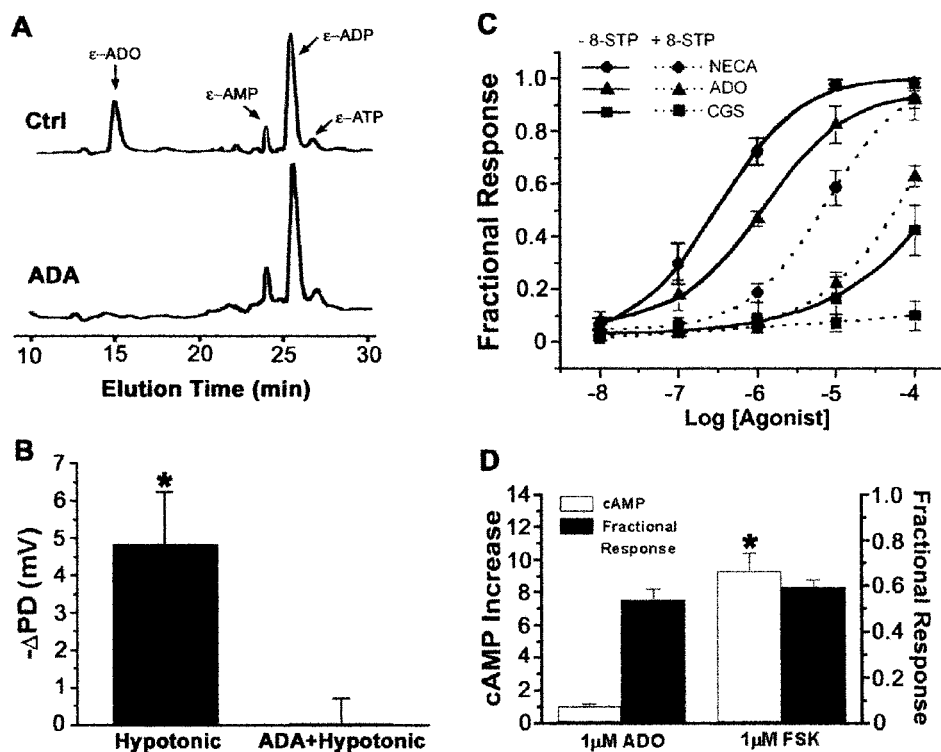 A
ε-ADO
ε-AMP
ε-ADP
ε-ATP
Ctrl
ADA
10 15 20 25 30
Elution Time (min)
B
-ΔPD (mV)
7
6
5
4
3
2
1
0
*
Hypotonic ADA+Hypotonic
C
- 8-STP + 8-STP
NECA
ADO
CGS
Fractional Response
1.0
0.8
0.6
0.4
0.2
0
-8 -7 -6 -5 -4
Log [Agonist]
D
cAMP Increase
14
12
10
8
6
4
2
0
cAMP
Fractional
Response
*
1.0
0.8
0.6
0.4
0.2
0
Fractional Response
1μM ADO 1μM FSK